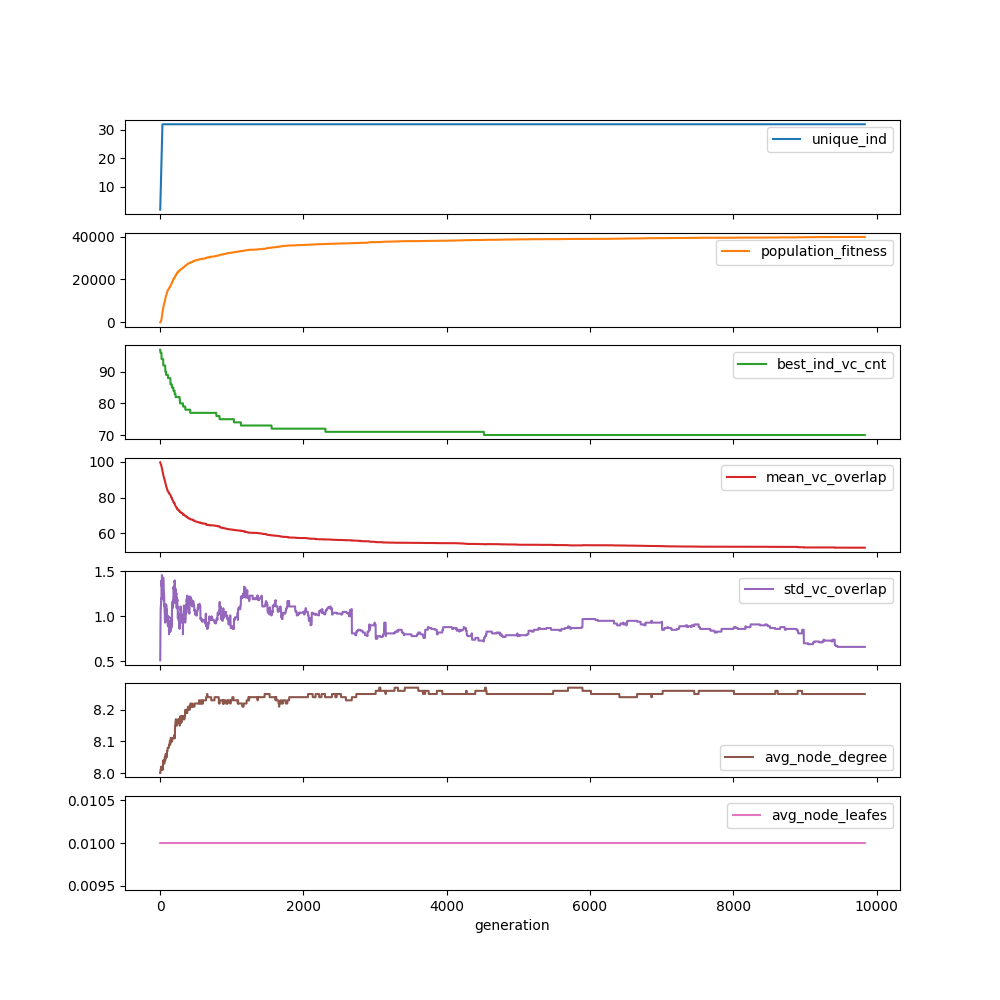 30
20
10
unique_ind
40000
20000
0
population_fitness
90
80
70
best_ind_vc_cnt
100
80
60
mean_vc_overlap
1.5
1.0
0.5
std_vc_overlap
8.2
8.1
8.0
avg_node_degree
0.0105
0.0100
0.0095
avg_node_leafes
0 2000 4000 6000 8000 10000
generation